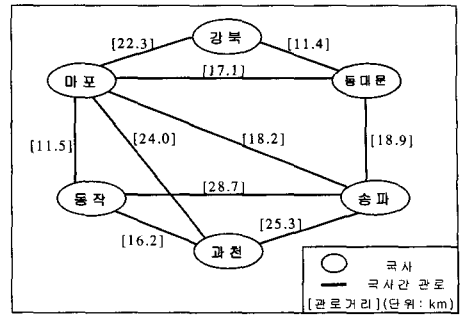 강북
[22.3]
[11.4]
마포
[17.1]
동대문
[11.5]
[24.0]
[18.2]
[18.9]
동작
[28.7]
송파
[16.2]
[25.3]
과천
국사
국사간 관로
[관로거리](단위: km)